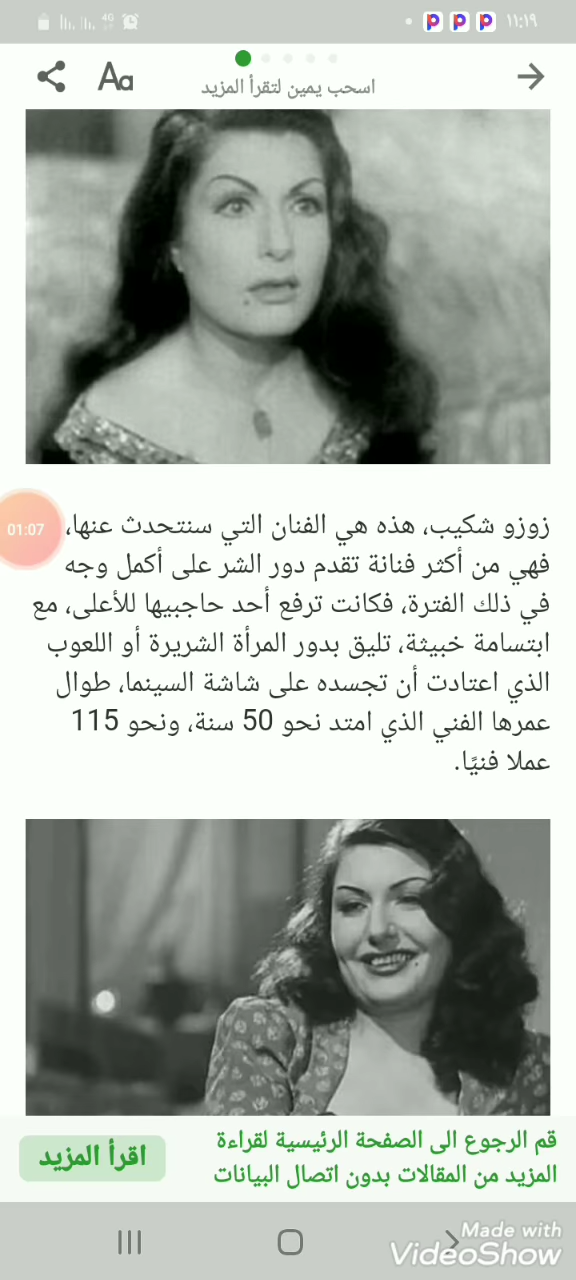 4G
١١:١٩
Aa
اسحب يمين لتقرأ المزيد
01:07
زوزو شكيب، هذه هي الفنان التي سنتحدث عنها،
فهي من أكثر فنانة تقدم دور الشر على أكمل وجه
في ذلك الفترة، فكانت ترفع أحد حاجبيها للأعلى، مع
ابتسامة خبيثة، تليق بدور المرأة الشريرة أو اللعوب
الذي اعتادت أن تجسده على شاشة السينما، طوال
عمرها الفني الذي امتد نحو 50 سنة، ونحو 115
عملا فنيًا.
قم الرجوع الى الصفحة الرئيسية لقراءة
المزيد من المقالات بدون اتصال البيانات
اقرأ المزيد
Made with
VideoShow